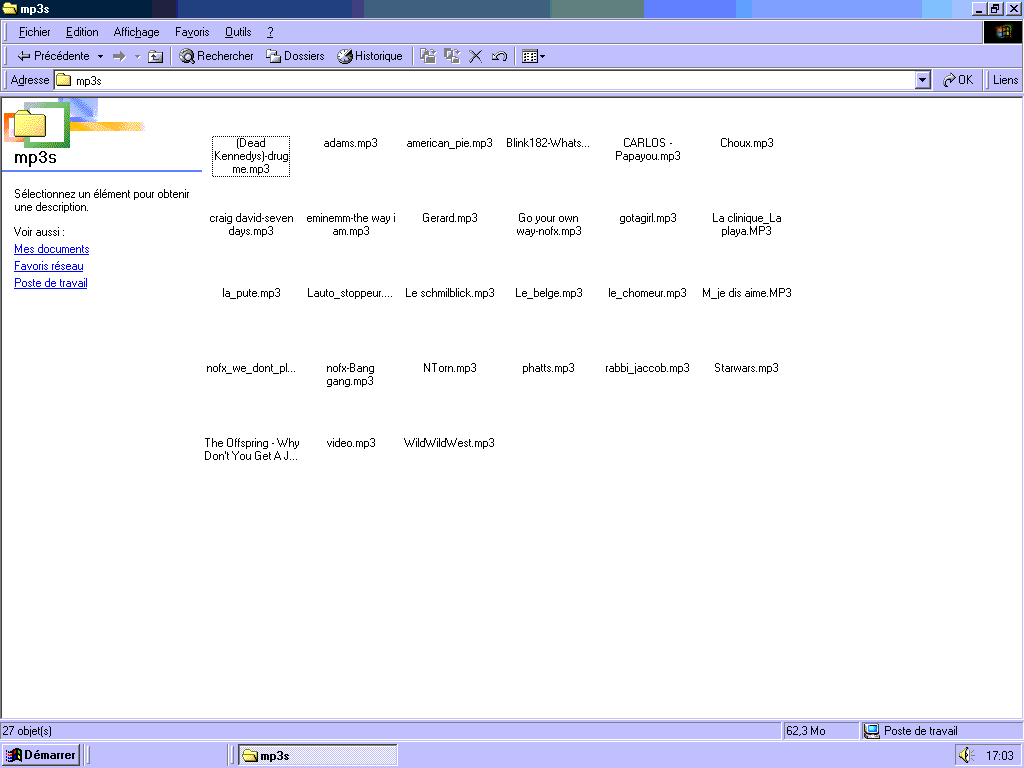 mp3s
Fichier Edition Affichage Favoris Outils ?
Précédente Rechercher Dossiers Historique
Adresse mp3s OK Liens
mp3s
Sélectionnez un élément pour obtenir
une description.
Voir aussi :
Mes documents
Favoris réseau
Poste de travail
(Dead
Kennedys)-drug
me.mp3
adams.mp3
american_pie.mp3
Blink182-Whats...
CARLOS -
Papayou.mp3
Choux.mp3
craig david-seven
days.mp3
eminemm-the way i
am.mp3
Gerard.mp3
Go your own
way-nofx.mp3
gotagirl.mp3
La clinique_La
playa.MP3
la_pute.mp3
Lauto_stoppeur....
Le schmilblick.mp3
Le_belge.mp3
le_chomeur.mp3
M_je dis aime.MP3
nofx_we_dont_pl...
nofx-Bang
gang.mp3
NTorn.mp3
phatts.mp3
rabbi_jaccob.mp3
Starwars.mp3
The Offspring - Why
Don't You Get A J...
video.mp3
WildWildWest.mp3
27 objet(s) 62,3 Mo Poste de travail
Démarrer mp3s 17:03